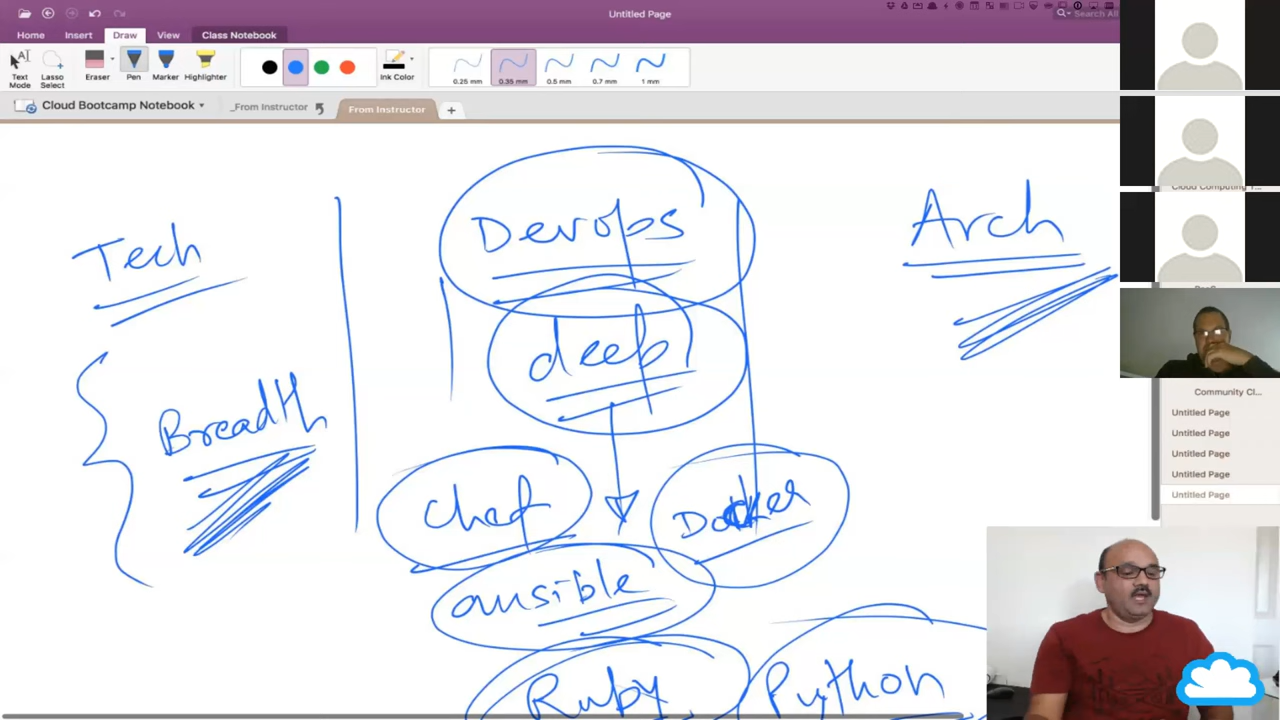 Untitled Page
Search All
Home
Insert
Draw
View
Class Notebook
Text Mode
Lasso Select
Eraser
Pen
Marker
Highlighter
Ink Color
0.25 mm
0.35 mm
0.5 mm
0.7 mm
1 mm
Cloud Bootcamp Notebook
_From Instructor
From Instructor
+
Tech
Devops
Arch
deep
Breadth
Chef
Docker
ansible
Ruby
Python
Community Cl...
Untitled Page
Untitled Page
Untitled Page
Untitled Page
Untitled Page